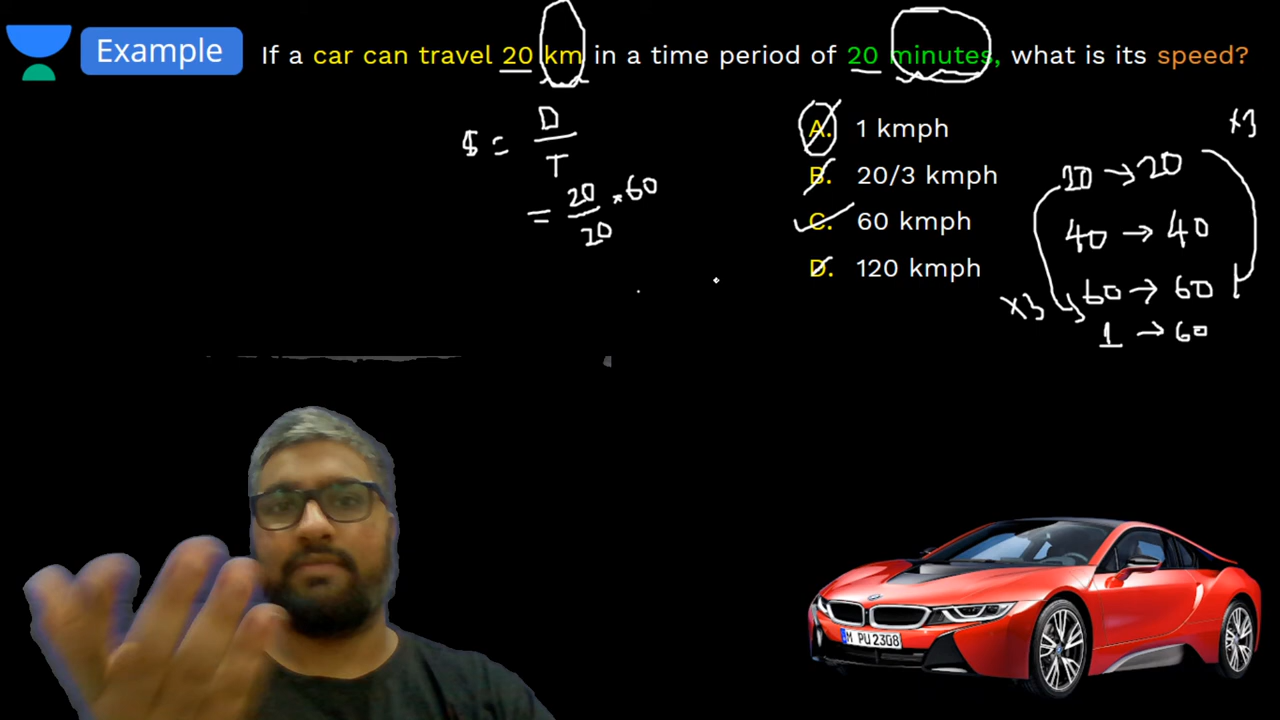 Example If a car can travel 20 km in a time period of 20 minutes, what is its speed?
S = D / T
= 20 / 20 * 60
A. 1 kmph
B. 20/3 kmph
C. 60 kmph
D. 120 kmph
×3
20 → 20
40 → 40
60 → 60
×3
1 → 60
M PU 2308